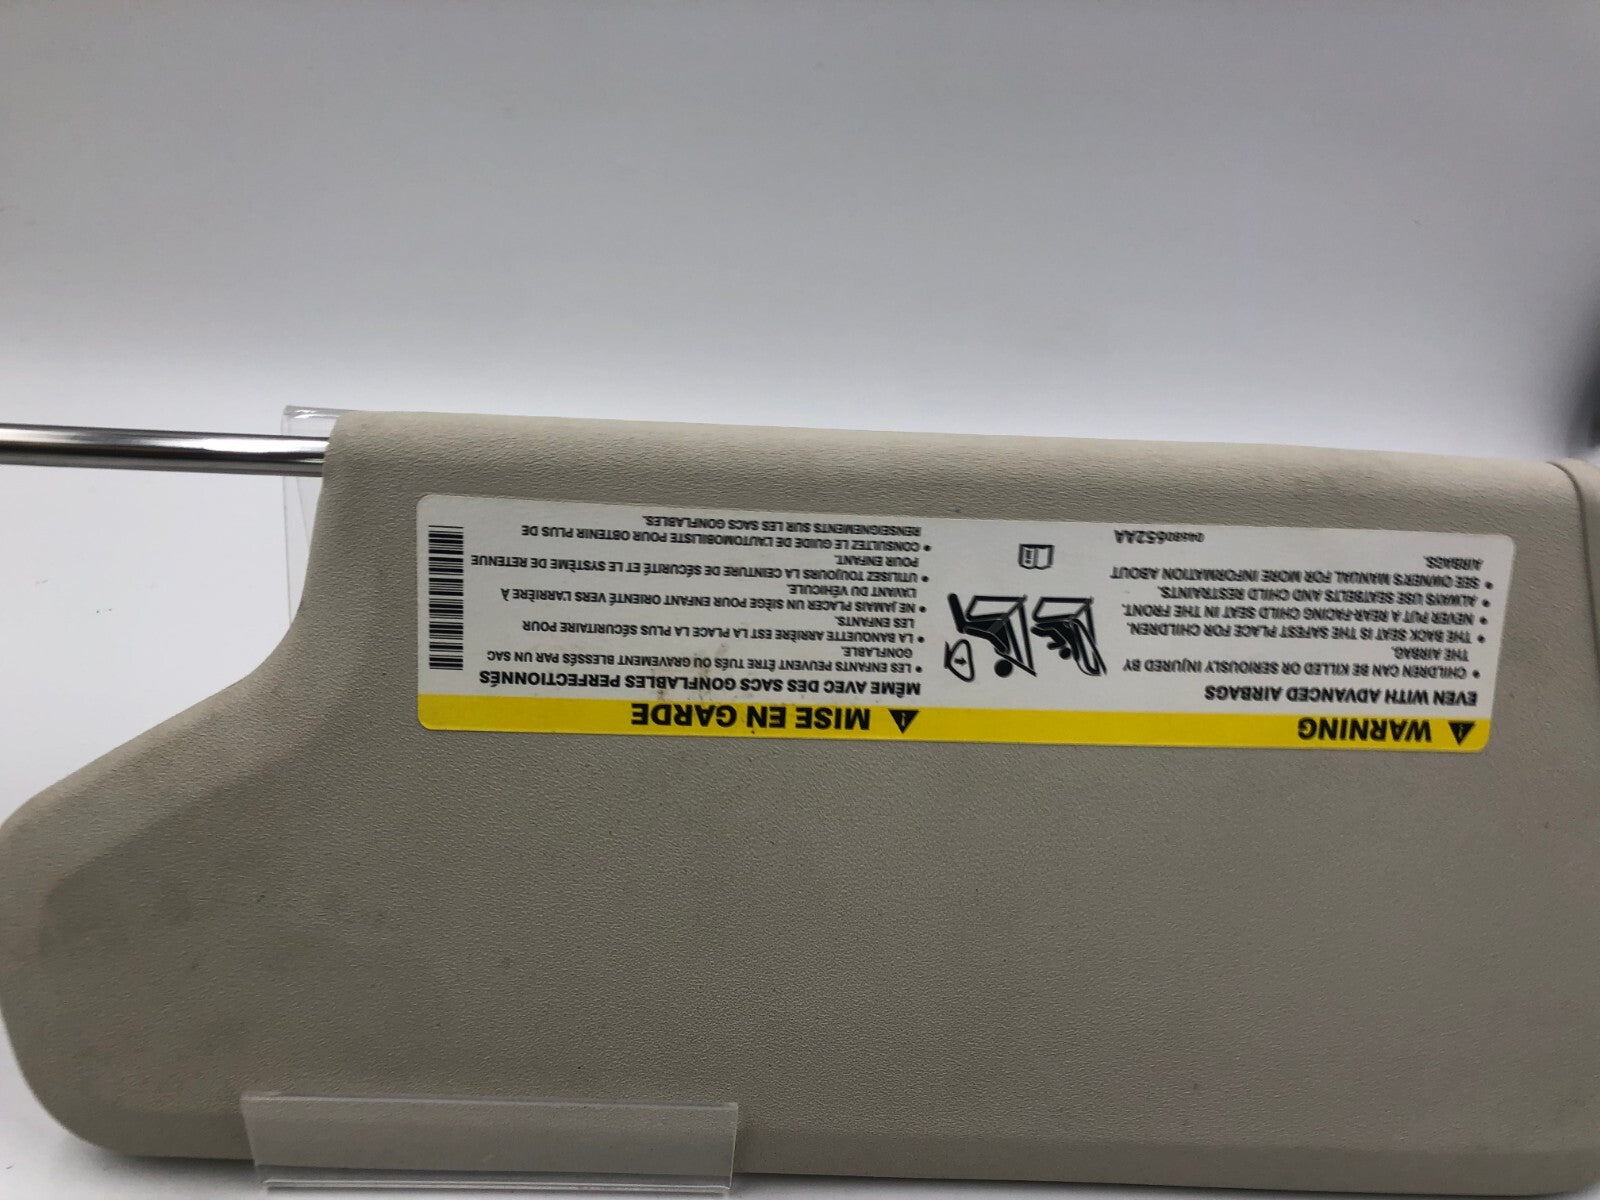 WARNING
EVEN WITH ADVANCED AIRBAGS
• CHILDREN CAN BE KILLED OR SERIOUSLY INJURED BY
THE AIRBAG.
• THE BACK SEAT IS THE SAFEST PLACE FOR CHILDREN.
• NEVER PUT A REAR-FACING CHILD SEAT IN THE FRONT.
• ALWAYS USE SEATBELTS AND CHILD RESTRAINTS.
• SEE OWNER'S MANUAL FOR MORE INFORMATION ABOUT
AIRBAGS.
04680652AA
MISE EN GARDE
MÊME AVEC DES SACS GONFLABLES PERFECTIONNÉS
• LES ENFANTS PEUVENT ÊTRE TUÉS OU GRAVEMENT BLESSÉS PAR UN SAC
GONFLABLE.
• LA BANQUETTE ARRIÈRE EST LA PLACE LA PLUS SÉCURITAIRE POUR
LES ENFANTS.
• NE JAMAIS PLACER UN SIÈGE POUR ENFANT ORIENTÉ VERS L'ARRIÈRE À
L'AVANT DU VÉHICULE.
• UTILISEZ TOUJOURS LA CEINTURE DE SÉCURITÉ ET LE SYSTÈME DE RETENUE
POUR ENFANT.
• CONSULTEZ LE GUIDE DE L'AUTOMOBILISTE POUR OBTENIR PLUS DE
RENSEIGNEMENTS SUR LES SACS GONFLABLES.